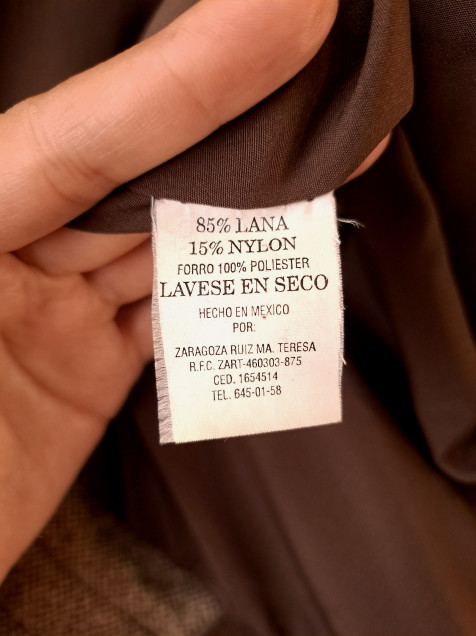 85% LANA
15% NYLON
FORRO 100% POLIESTER
LAVESE EN SECO
HECHO EN MEXICO
POR:
ZARAGOZA RUIZ MA. TERESA
R.F.C. ZART-460303-875
CED. 1654514
TEL. 645-01-58